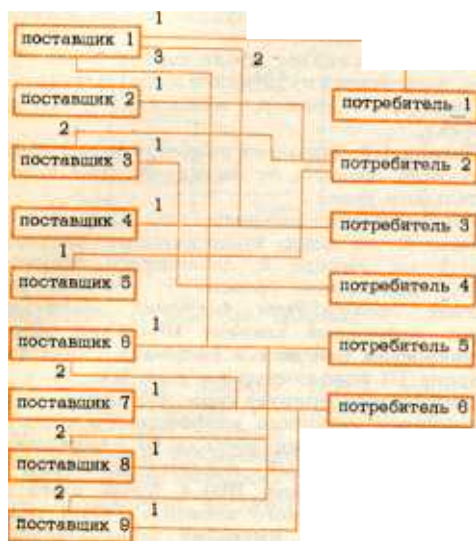 1
поставщик 1
3
2
1
поставщик 2
потребитель 1
2
поставщик 3
1
потребитель 2
поставщик 4
1
потребитель 3
1
поставщик 5
потребитель 4
поставщик 6
1
потребитель 5
2
поставщик 7
1
потребитель 6
2
поставщик 8
1
2
поставщик 9
1